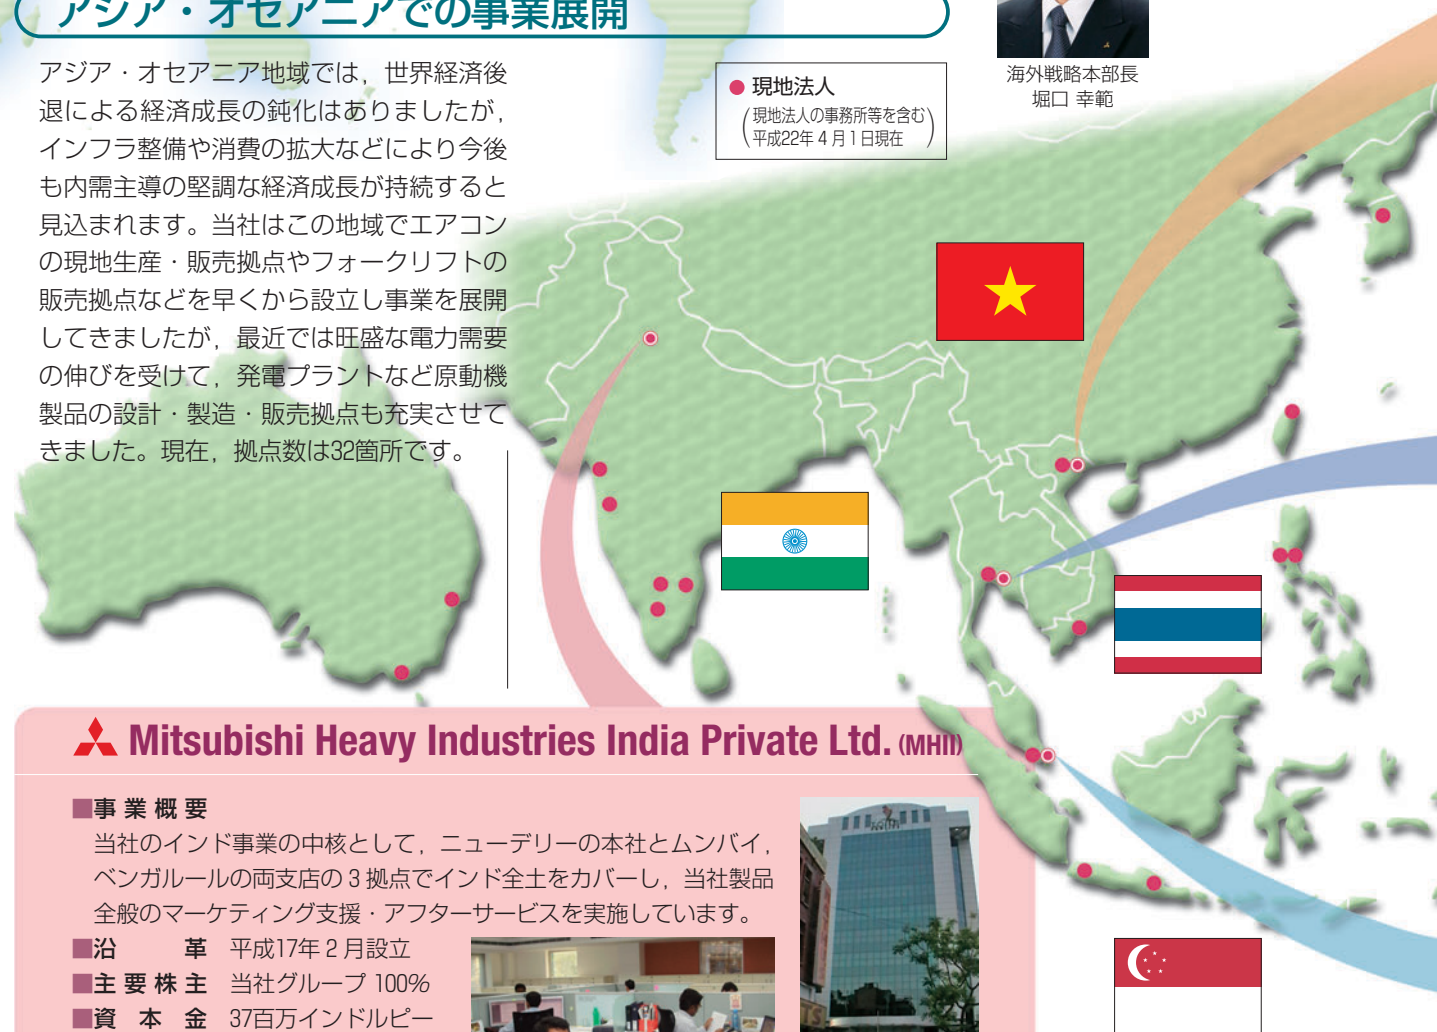 アジア・オセアニアでの事業展開
アジア・オセアニア地域では，世界経済後
退による経済成長の鈍化はありましたが，
インフラ整備や消費の拡大などにより今後
も内需主導の堅調な経済成長が持続すると
見込まれます。当社はこの地域でエアコン
の現地生産・販売拠点やフォークリフトの
販売拠点などを早くから設立し事業を展開
してきましたが，最近では旺盛な電力需要
の伸びを受けて，発電プラントなど原動機
製品の設計・製造・販売拠点も充実させて
きました。現在，拠点数は32箇所です。
● 現地法人
(現地法人の事務所等を含む
平成22年4月1日現在)
海外戦略本部長
堀口 幸範
Mitsubishi Heavy Industries India Private Ltd. (MHII)
■事業概要
当社のインド事業の中核として，ニューデリーの本社とムンバイ，
ベンガルールの両支店の3拠点でインド全土をカバーし，当社製品
全般のマーケティング支援・アフターサービスを実施しています。
■沿　革 平成17年2月設立
■主要株主 当社グループ 100%
■資 本 金 37百万インドルピー